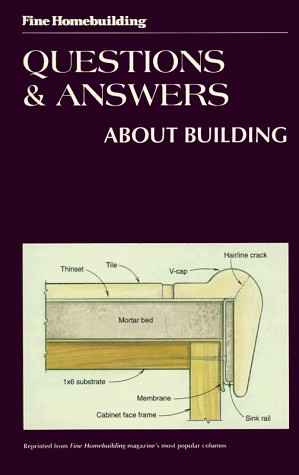 Fine Homebuilding
QUESTIONS
& ANSWERS
ABOUT BUILDING
Hairline crack
Tile
V-cap
Thinset
Mortar bed
1x6 substrate
Membrane
Cabinet face frame
Sink rail
Reprinted from Fine Homebuilding magazine's most popular columns